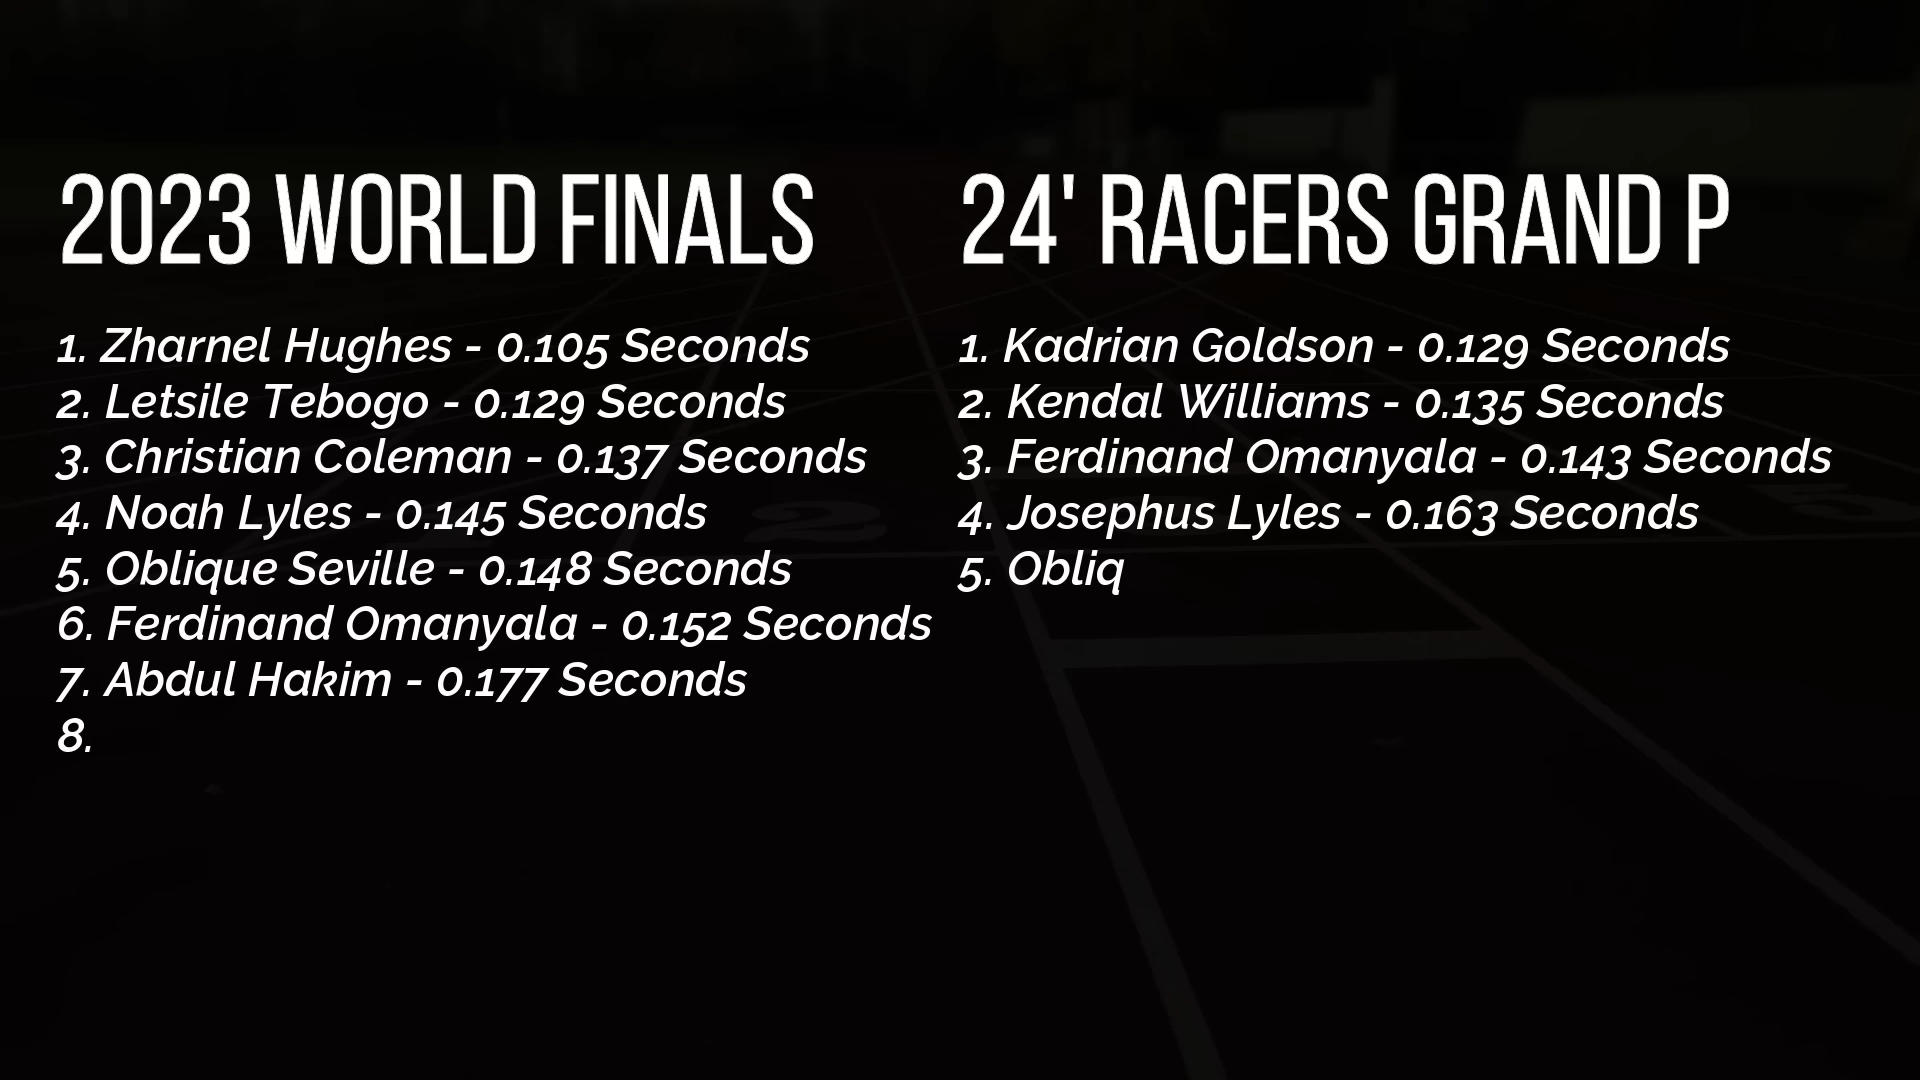 2023 WORLD FINALS
1. Zharnel Hughes - 0.105 Seconds
2. Letsile Tebogo - 0.129 Seconds
3. Christian Coleman - 0.137 Seconds
4. Noah Lyles - 0.145 Seconds
5. Oblique Seville - 0.148 Seconds
6. Ferdinand Omanyala - 0.152 Seconds
7. Abdul Hakim - 0.177 Seconds
8.
24' RACERS GRAND P
1. Kadrian Goldson - 0.129 Seconds
2. Kendal Williams - 0.135 Seconds
3. Ferdinand Omanyala - 0.143 Seconds
4. Josephus Lyles - 0.163 Seconds
5. Obliq
2
5